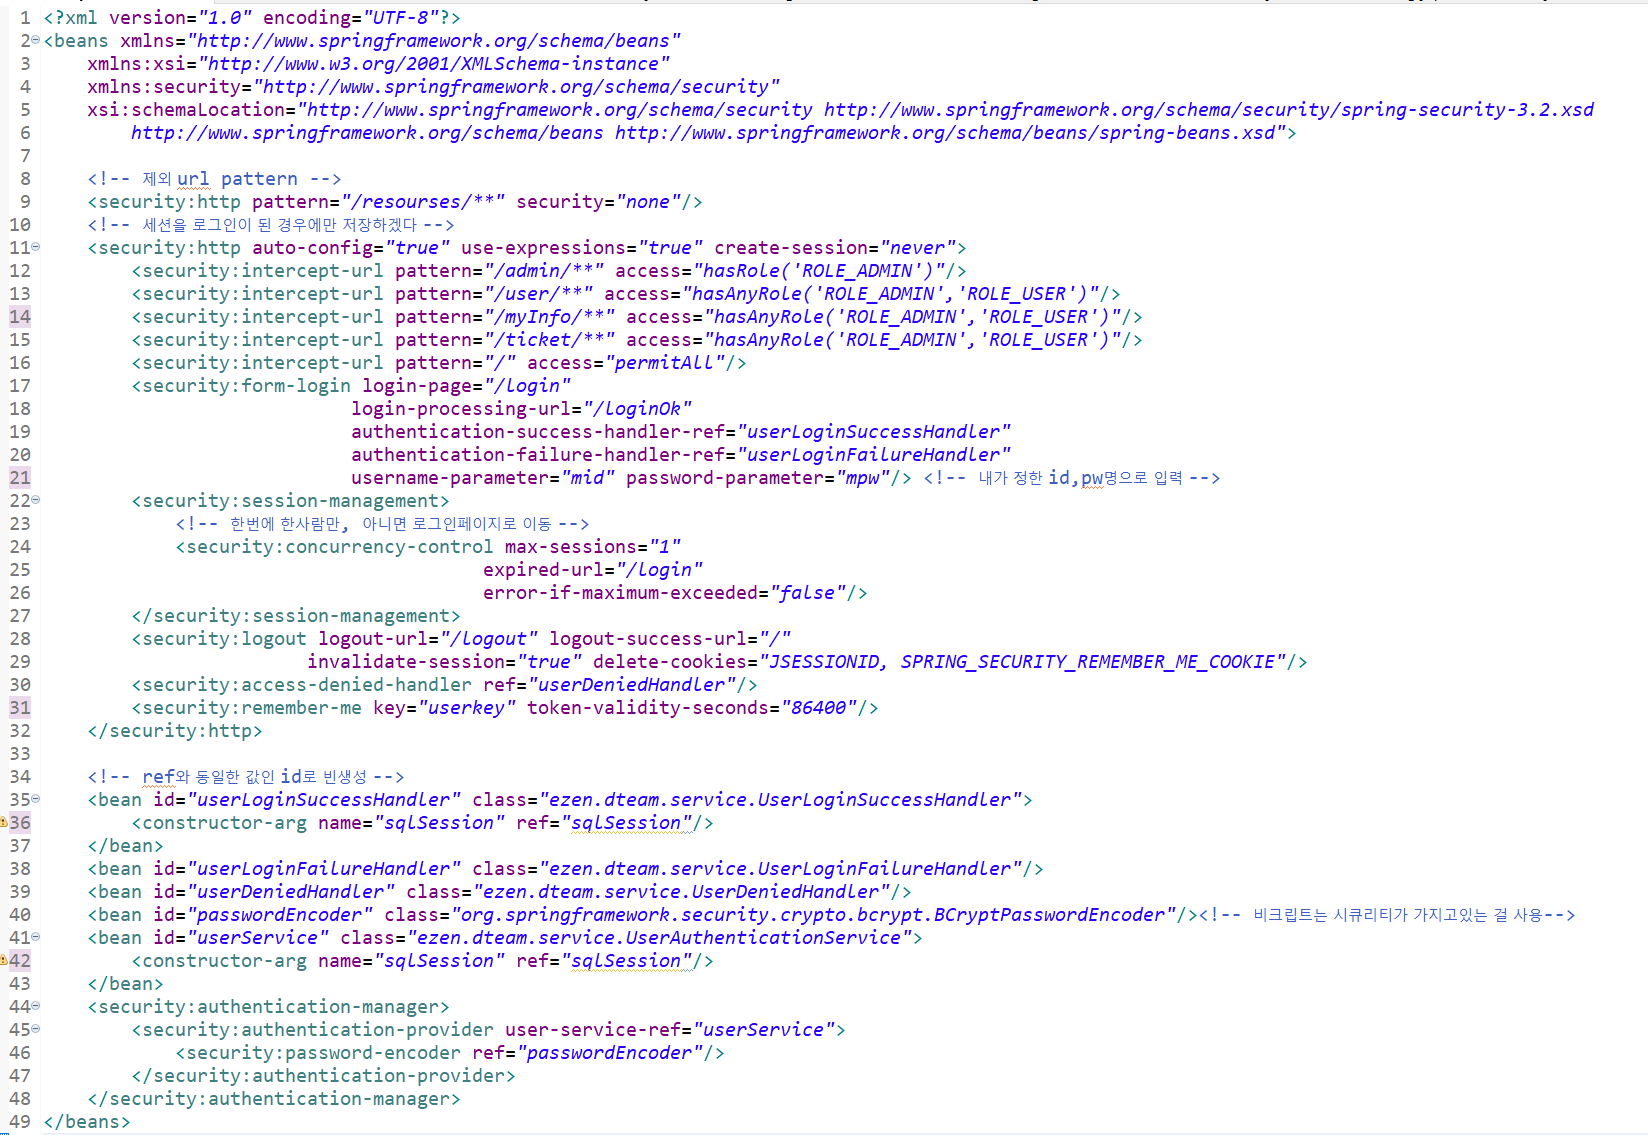 1 <?xml version="1.0" encoding="UTF-8"?>
2 <beans xmlns="http://www.springframework.org/schema/beans"
3     xmlns:xsi="http://www.w3.org/2001/XMLSchema-instance"
4     xmlns:security="http://www.springframework.org/schema/security"
5     xsi:schemaLocation="http://www.springframework.org/schema/security http://www.springframework.org/schema/security/spring-security-3.2.xsd
6         http://www.springframework.org/schema/beans http://www.springframework.org/schema/beans/spring-beans.xsd">
7
8     <!-- 제외 url pattern -->
9     <security:http pattern="/resourses/**" security="none"/>
10     <!-- 세션을 로그인이 된 경우에만 저장하겠다 -->
11     <security:http auto-config="true" use-expressions="true" create-session="never">
12         <security:intercept-url pattern="/admin/**" access="hasRole('ROLE_ADMIN')"/>
13         <security:intercept-url pattern="/user/**" access="hasAnyRole('ROLE_ADMIN','ROLE_USER')"/>
14         <security:intercept-url pattern="/myInfo/**" access="hasAnyRole('ROLE_ADMIN','ROLE_USER')"/>
15         <security:intercept-url pattern="/ticket/**" access="hasAnyRole('ROLE_ADMIN','ROLE_USER')"/>
16         <security:intercept-url pattern="/" access="permitAll"/>
17         <security:form-login login-page="/login"
18                             login-processing-url="/loginOk"
19                             authentication-success-handler-ref="userLoginSuccessHandler"
20                             authentication-failure-handler-ref="userLoginFailureHandler"
21                             username-parameter="mid" password-parameter="mpw"/> <!-- 내가 정한 id,pw명으로 입력 -->
22         <security:session-management>
23             <!-- 한번에 한사람만, 아니면 로그인페이지로 이동 -->
24             <security:concurrency-control max-sessions="1"
25                                         expired-url="/login"
26                                         error-if-maximum-exceeded="false"/>
27         </security:session-management>
28         <security:logout logout-url="/logout" logout-success-url="/"
29                         invalidate-session="true" delete-cookies="JSESSIONID, SPRING_SECURITY_REMEMBER_ME_COOKIE"/>
30         <security:access-denied-handler ref="userDeniedHandler"/>
31         <security:remember-me key="userkey" token-validity-seconds="86400"/>
32     </security:http>
33
34     <!-- ref와 동일한 값인 id로 빈생성 -->
35     <bean id="userLoginSuccessHandler" class="ezen.dteam.service.UserLoginSuccessHandler">
36         <constructor-arg name="sqlSession" ref="sqlSession"/>
37     </bean>
38     <bean id="userLoginFailureHandler" class="ezen.dteam.service.UserLoginFailureHandler"/>
39     <bean id="userDeniedHandler" class="ezen.dteam.service.UserDeniedHandler"/>
40     <bean id="passwordEncoder" class="org.springframework.security.crypto.bcrypt.BCryptPasswordEncoder"/><!-- 비크립트는 시큐리티가 가지고있는 걸 사용-->
41     <bean id="userService" class="ezen.dteam.service.UserAuthenticationService">
42         <constructor-arg name="sqlSession" ref="sqlSession"/>
43     </bean>
44     <security:authentication-manager>
45         <security:authentication-provider user-service-ref="userService">
46             <security:password-encoder ref="passwordEncoder"/>
47         </security:authentication-provider>
48     </security:authentication-manager>
49 </beans>